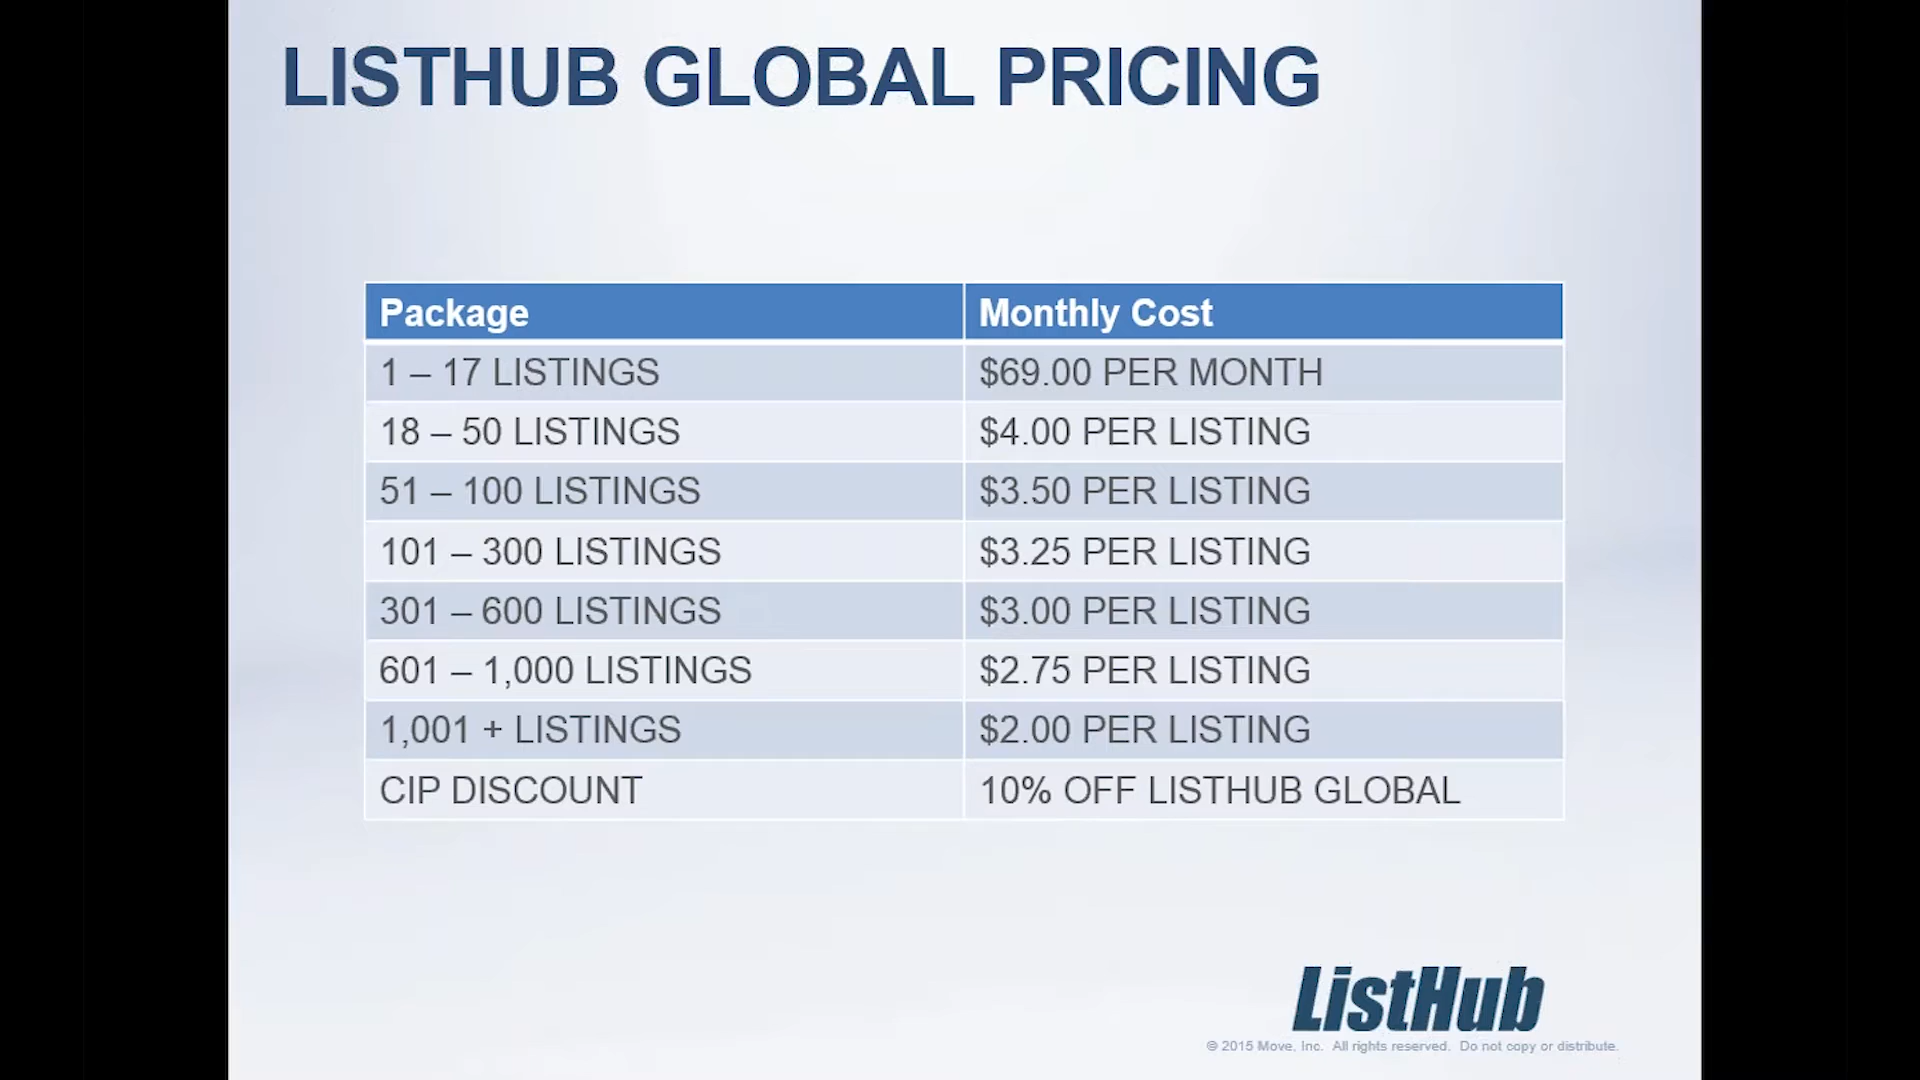 LISTHUB GLOBAL PRICING
Package Monthly Cost
1 – 17 LISTINGS $69.00 PER MONTH
18 – 50 LISTINGS $4.00 PER LISTING
51 – 100 LISTINGS $3.50 PER LISTING
101 – 300 LISTINGS $3.25 PER LISTING
301 – 600 LISTINGS $3.00 PER LISTING
601 – 1,000 LISTINGS $2.75 PER LISTING
1,001 + LISTINGS $2.00 PER LISTING
CIP DISCOUNT 10% OFF LISTHUB GLOBAL
ListHub
© 2015 Move, Inc. All rights reserved. Do not copy or distribute.